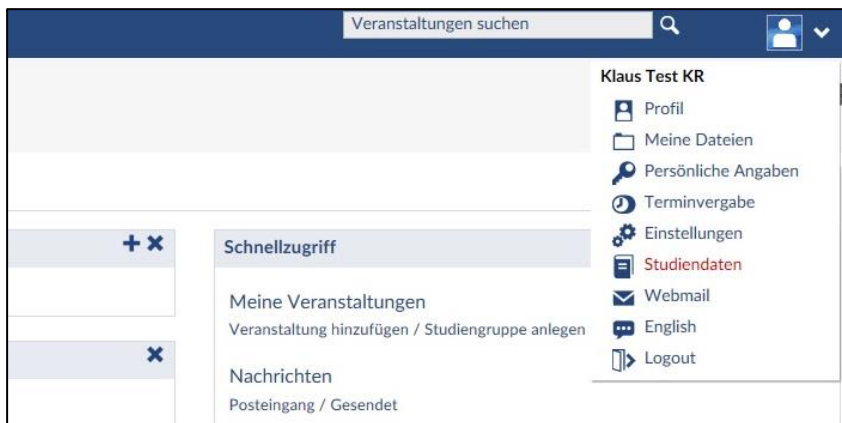 Veranstaltungen suchen
Klaus Test KR
Profil
Meine Dateien
Persönliche Angaben
Terminvergabe
Einstellungen
Studiendaten
Webmail
English
Logout
Schnellzugriff
Meine Veranstaltungen
Veranstaltung hinzufügen / Studiengruppe anlegen
Nachrichten
Posteingang / Gesendet